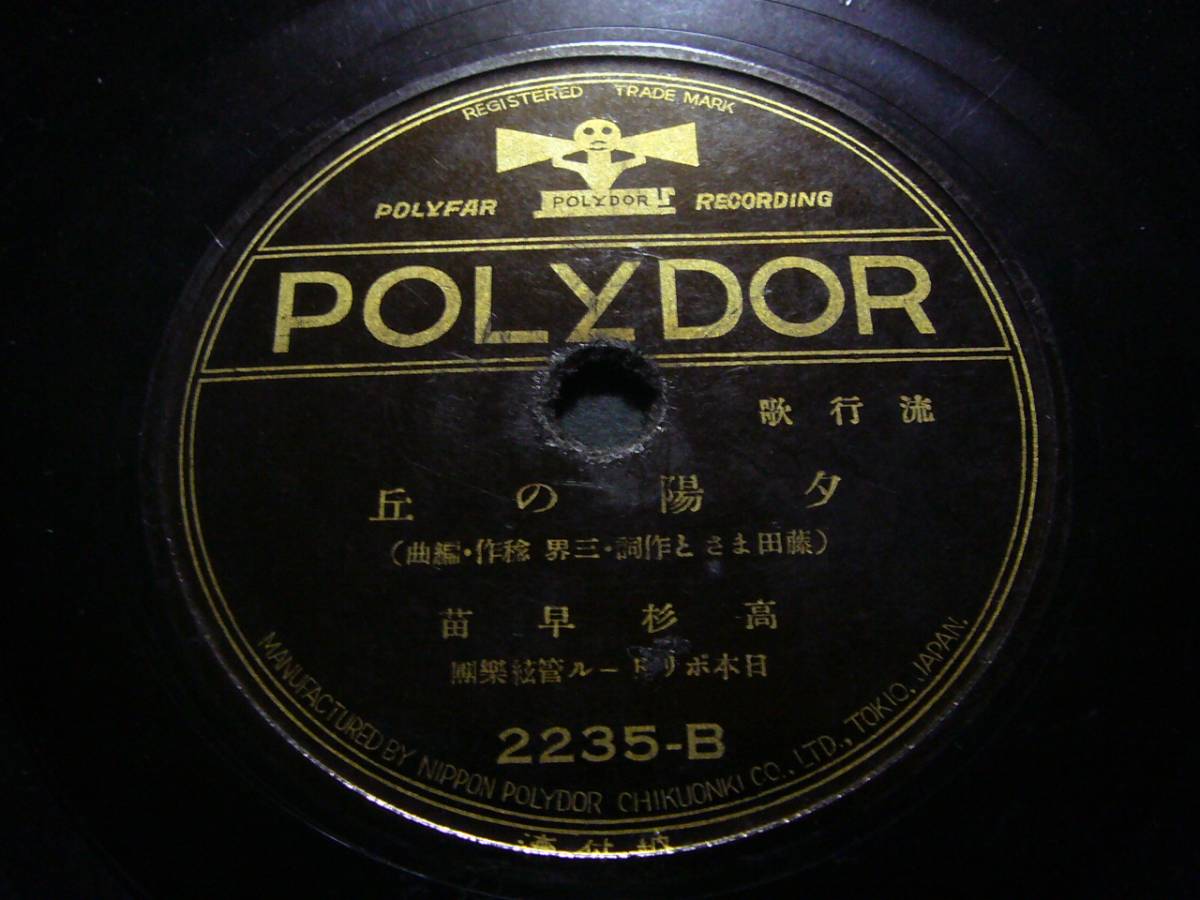 REGISTERED TRADE MARK
POLYFAR POLYDOR RECORDING
POLYDOR
流行歌
夕陽の丘
(藤田まさと作詞・三界稔作・編曲)
高杉早苗
日本ポリドール管絃樂團
2235-B
MANUFACTURED BY NIPPON POLYDOR CHIKUONKI CO., LTD., TOKIO, JAPAN.